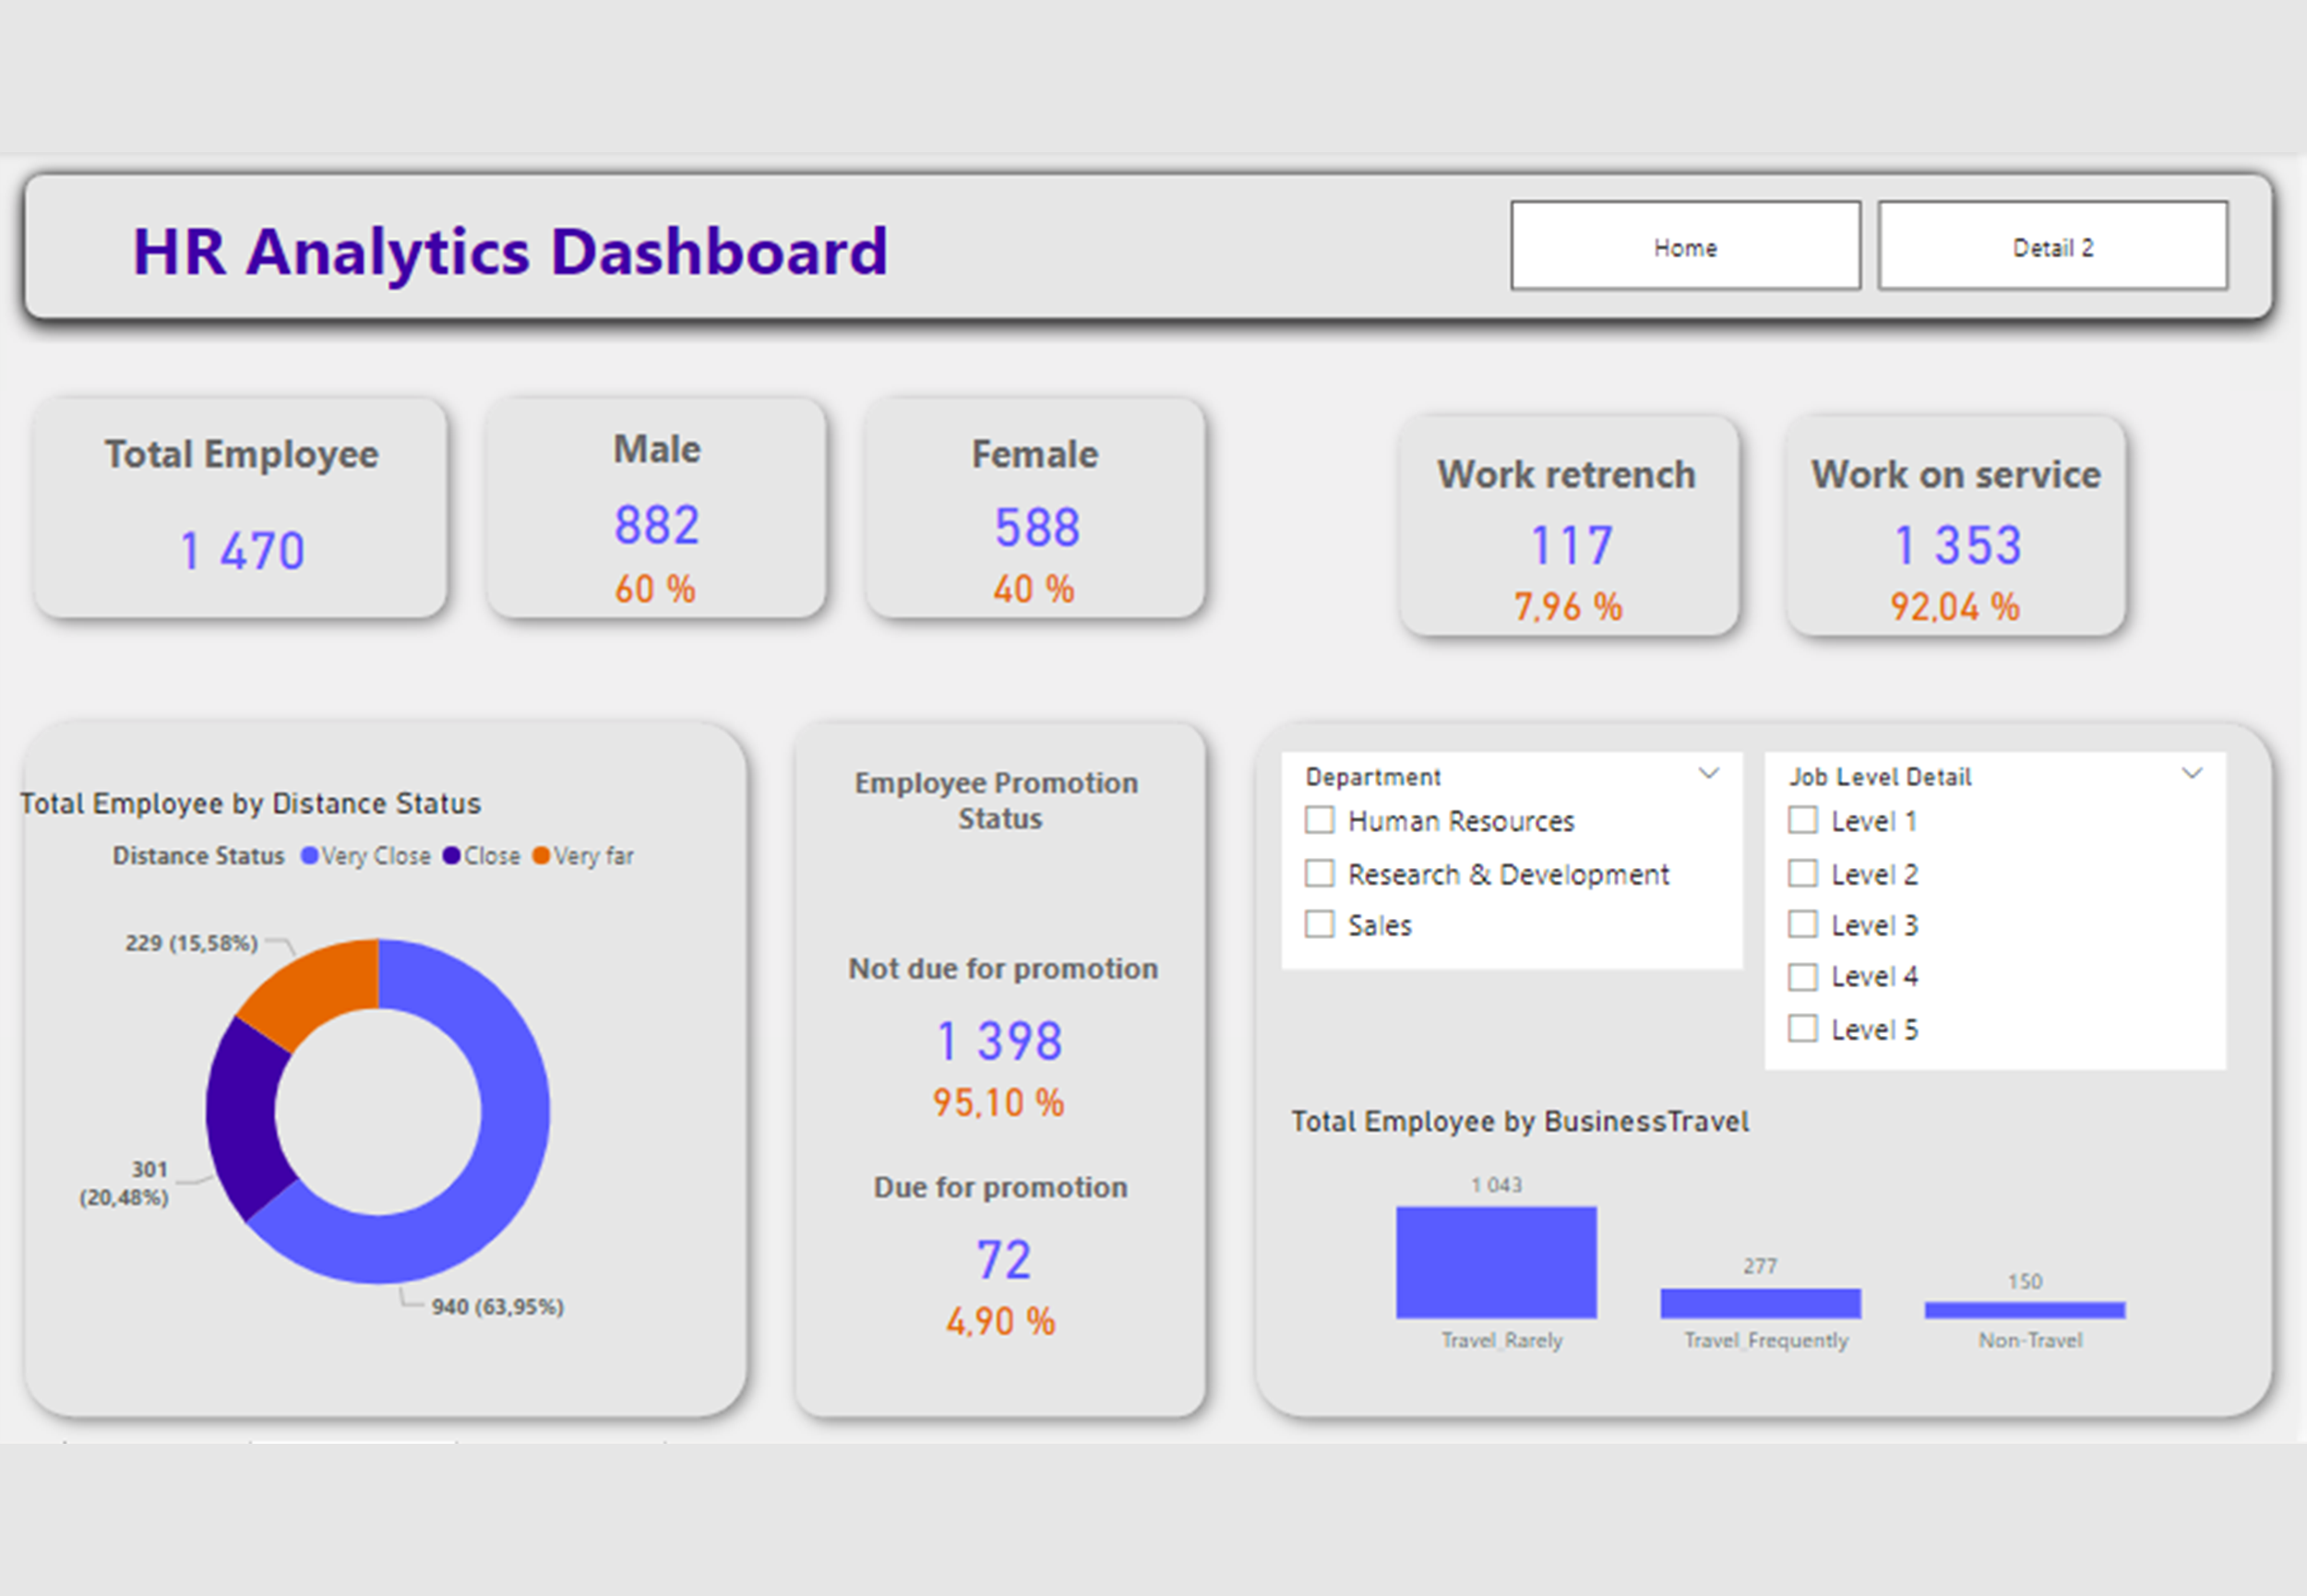 HR Analytics Dashboard
Home
Detail 2
Total Employee
1 470
Male
882
60 %
Female
588
40 %
Work retrench
117
7,96 %
Work on service
1 353
92,04 %
Total Employee by Distance Status
Distance Status Very Close Close Very far
229 (15,58%)
301
(20,48%)
940 (63,95%)
Employee Promotion
Status
Not due for promotion
1 398
95,10 %
Due for promotion
72
4,90 %
Department
Human Resources
Research & Development
Sales
Job Level Detail
Level 1
Level 2
Level 3
Level 4
Level 5
Total Employee by BusinessTravel
1 043
277
150
Travel_Rarely
Travel_Frequently
Non-Travel